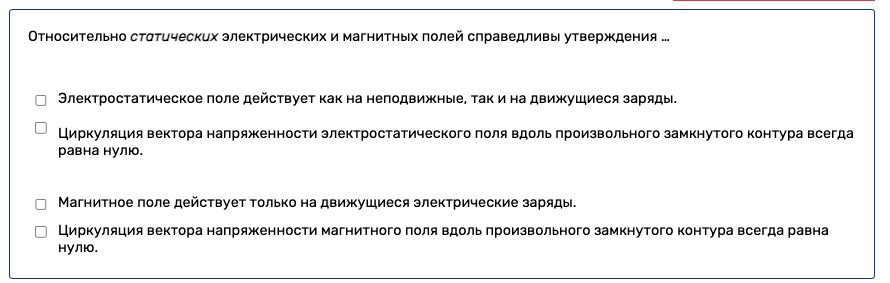 Относительно статических электрических и магнитных полей справедливы утверждения ...
Электростатическое поле действует как на неподвижные, так и на движущиеся заряды.
Циркуляция вектора напряженности электростатического поля вдоль произвольного замкнутого контура всегда
равна нулю.
Магнитное поле действует только на движущиеся электрические заряды.
Циркуляция вектора напряженности магнитного поля вдоль произвольного замкнутого контура всегда равна
нулю.